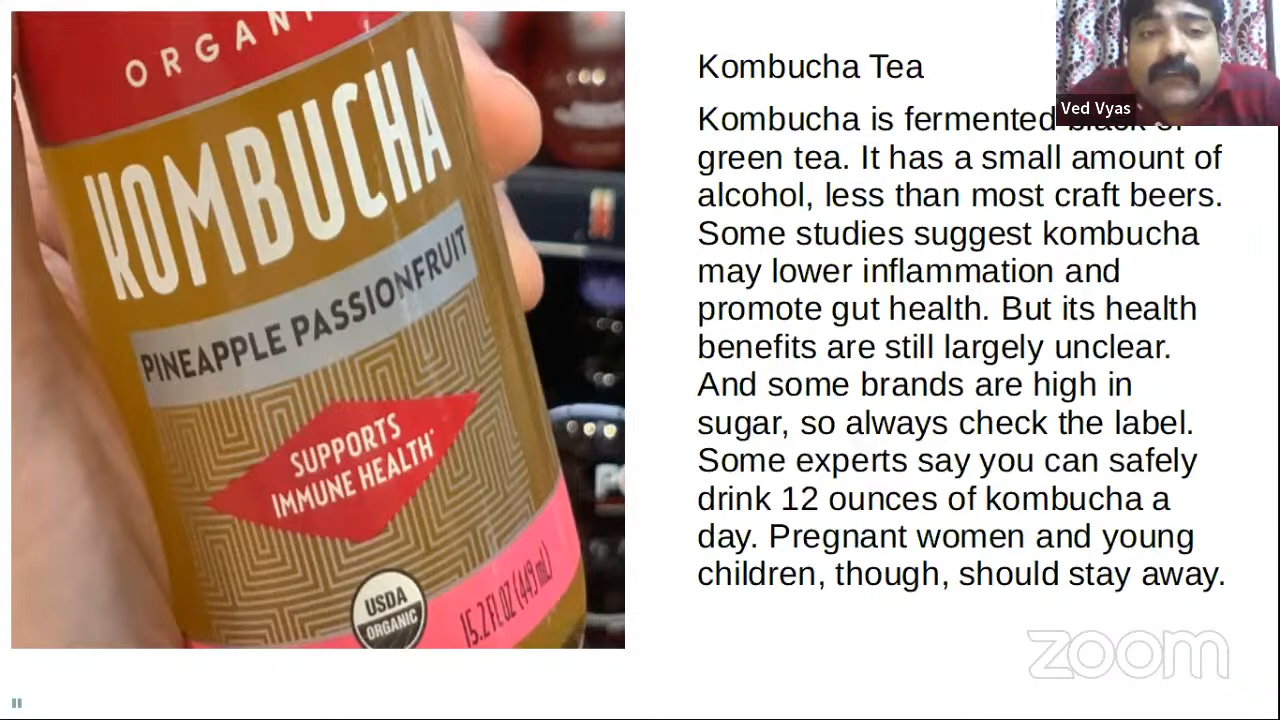 ORGAN
KOMBUCHA
PINEAPPLE PASSIONFRUIT
SUPPORTS
IMMUNE HEALTH*
USDA
ORGANIC
15.2 FL OZ (449 mL)
Kombucha Tea
Kombucha is fermented black or
green tea. It has a small amount of
alcohol, less than most craft beers.
Some studies suggest kombucha
may lower inflammation and
promote gut health. But its health
benefits are still largely unclear.
And some brands are high in
sugar, so always check the label.
Some experts say you can safely
drink 12 ounces of kombucha a
day. Pregnant women and young
children, though, should stay away.
Ved Vyas
zoom